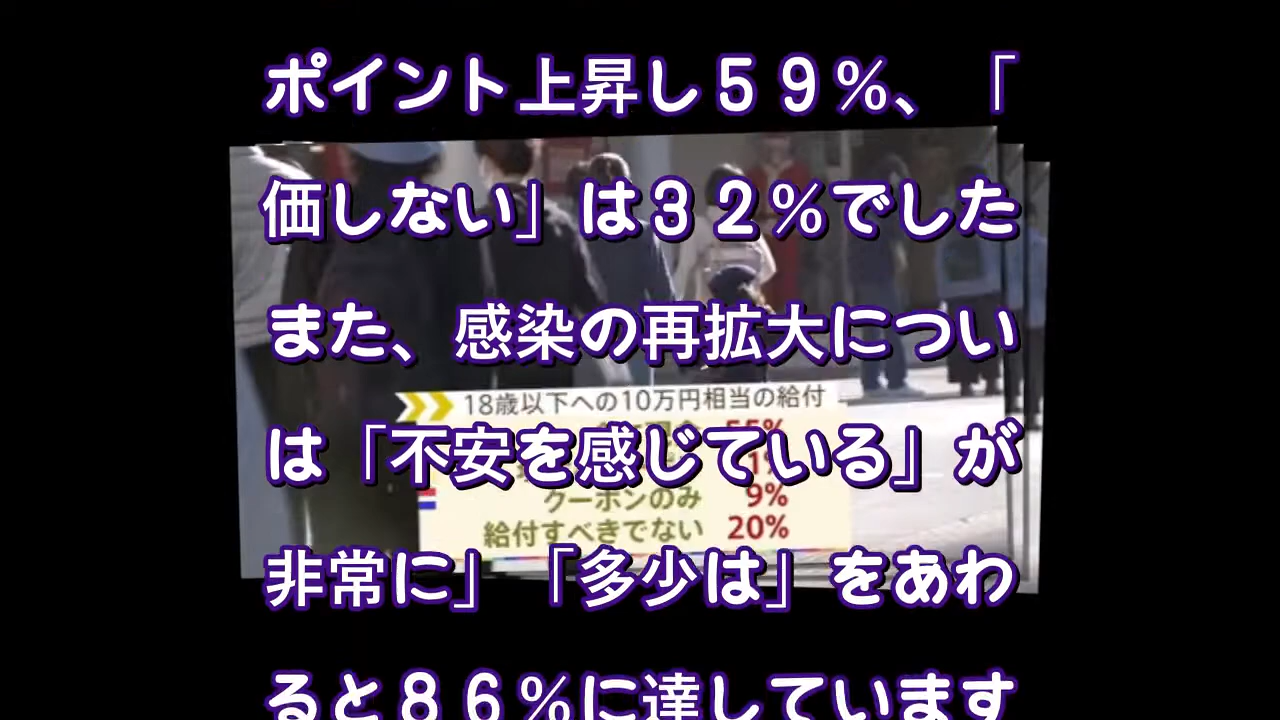 ポイント上昇し５９％、「
価しない」は３２％でした
また、感染の再拡大につい
は「不安を感じている」が
非常に」「多少は」をあわ
ると８６％に達しています
18歳以下への10万円相当の給付
55%
クーポンのみ 9%
給付すべきでない 20%